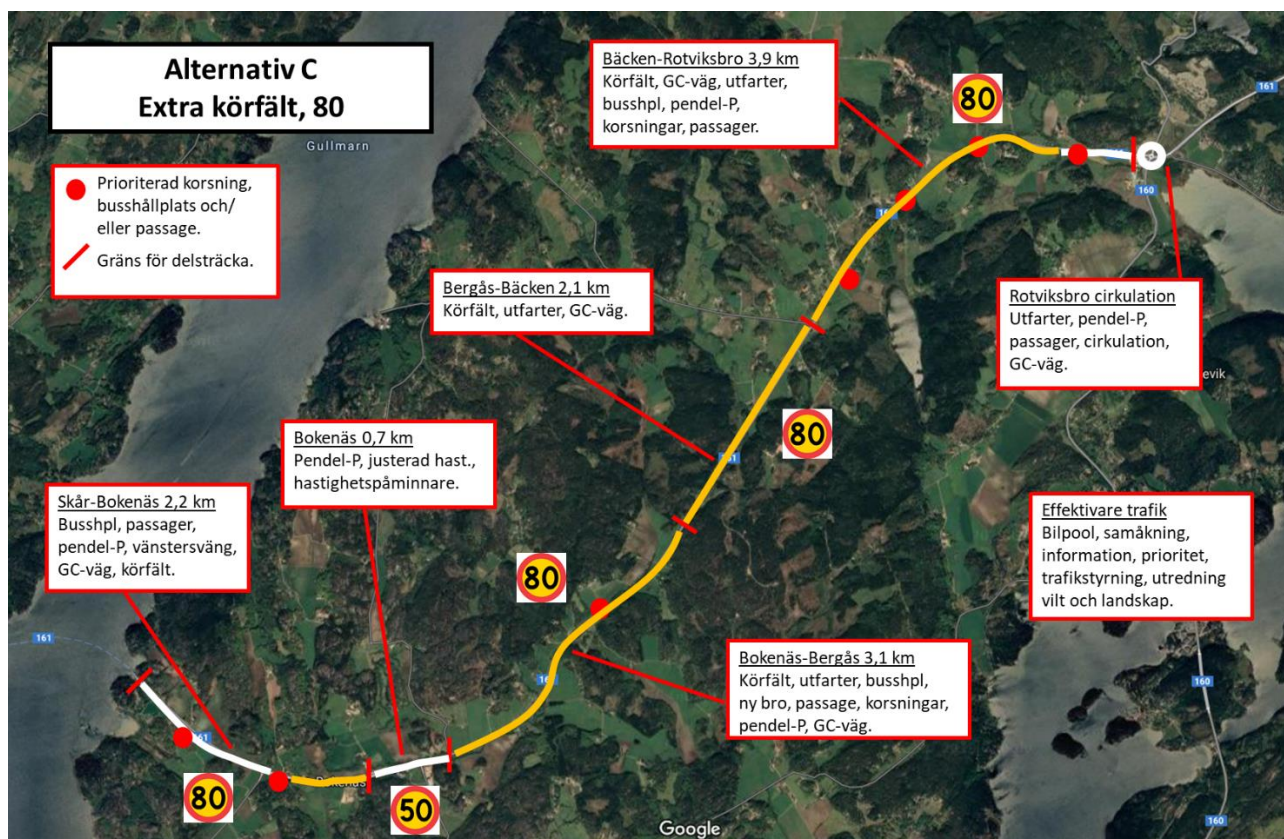 Alternativ C
Extra körfält, 80
Gullmarn
Prioriterad korsning,
busshållplats och/
eller passage.
Gräns för delsträcka.
Bäcken-Rotviksbro 3,9 km
Körfält, GC-väg, utfarter,
busshpl, pendel-P,
korsningar, passager.
80
161
160
Rotviksbro cirkulation
Utfarter, pendel-P,
passager, cirkulation,
GC-väg.
Bergås-Bäcken 2,1 km
Körfält, utfarter, GC-väg.
evik
80
161
Bokenäs 0,7 km
Pendel-P, justerad hast.,
hastighetspåminnare.
Skår-Bokenäs 2,2 km
Busshpl, passager,
pendel-P, vänstersväng,
GC-väg, körfält.
Effektivare trafik
Bilpool, samåkning,
information, prioritet,
trafikstyrning, utredning
vilt och landskap.
80
161
Bokenäs-Bergås 3,1 km
Körfält, utfarter, busshpl,
ny bro, passage, korsningar,
pendel-P, GC-väg.
160
160
161
80
50
Google
160